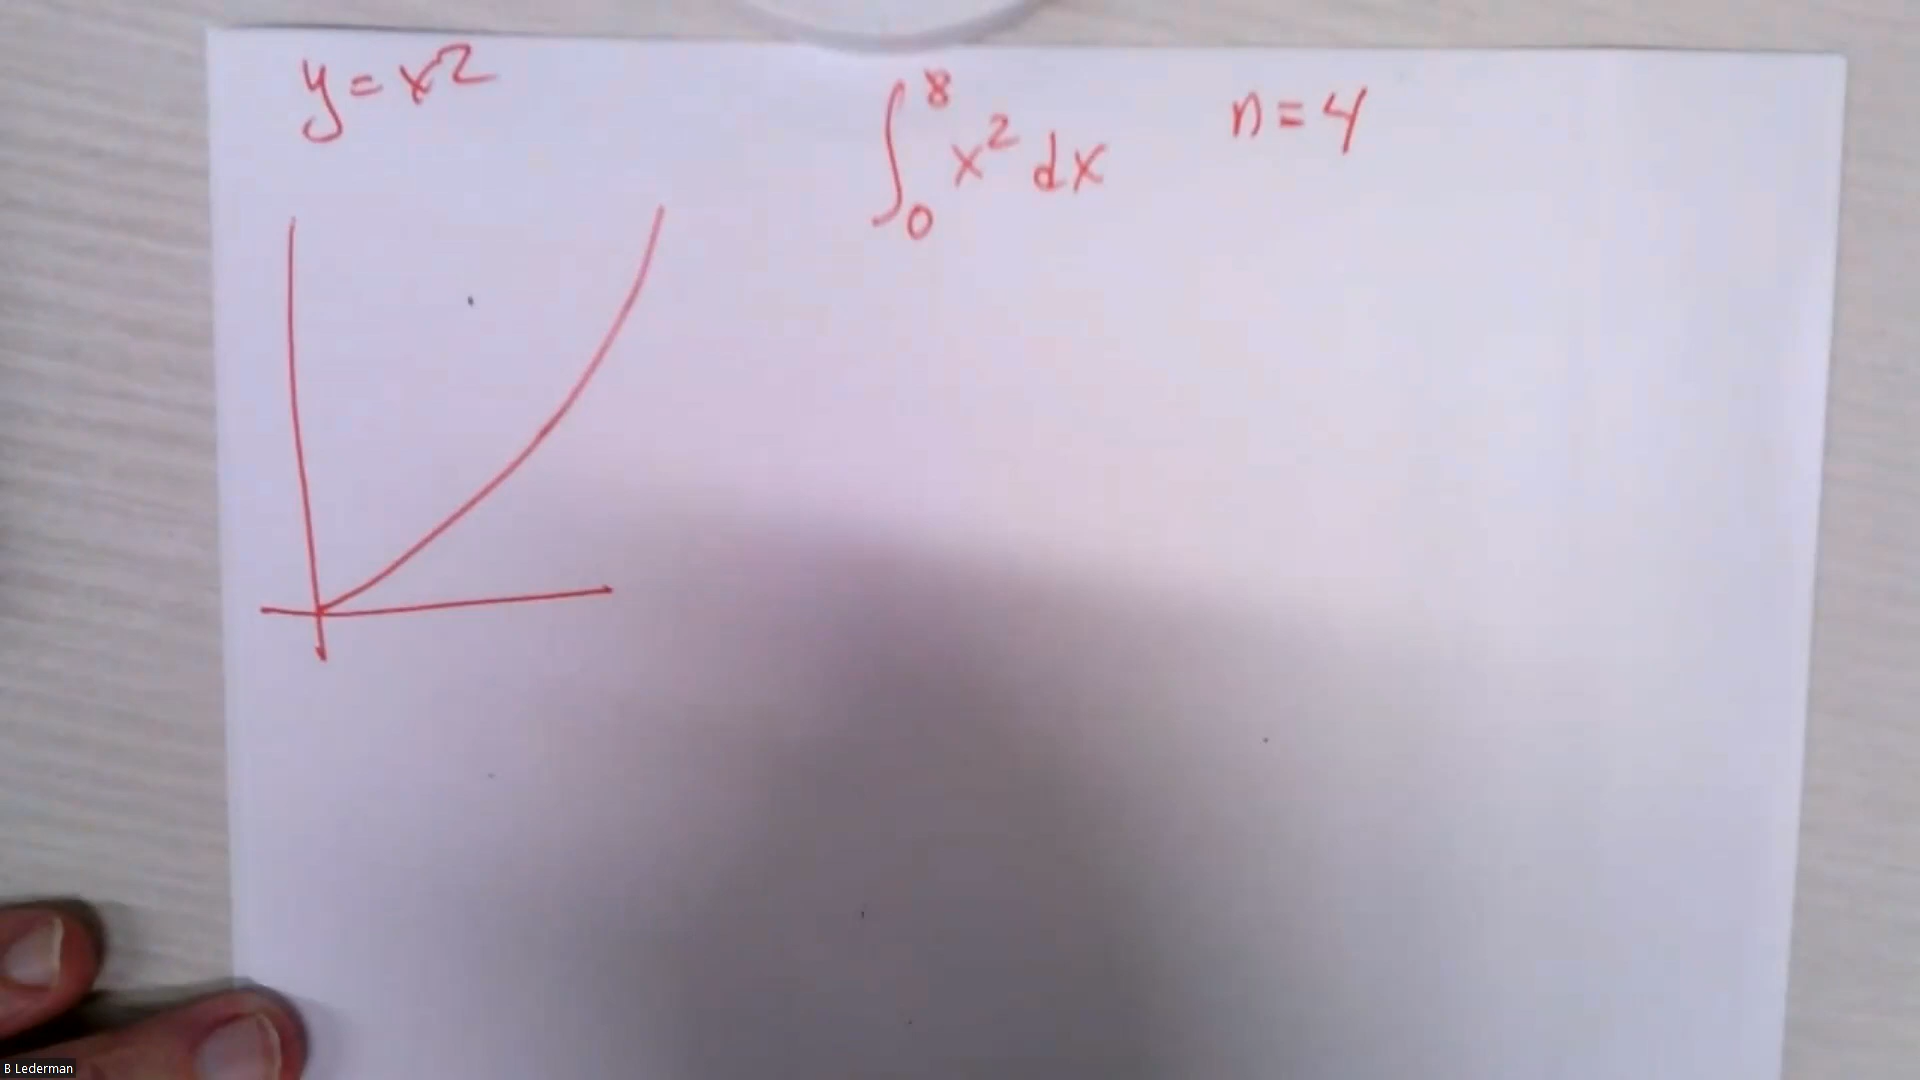 y = x²
∫₀⁸ x² dx n = 4
B Lederman